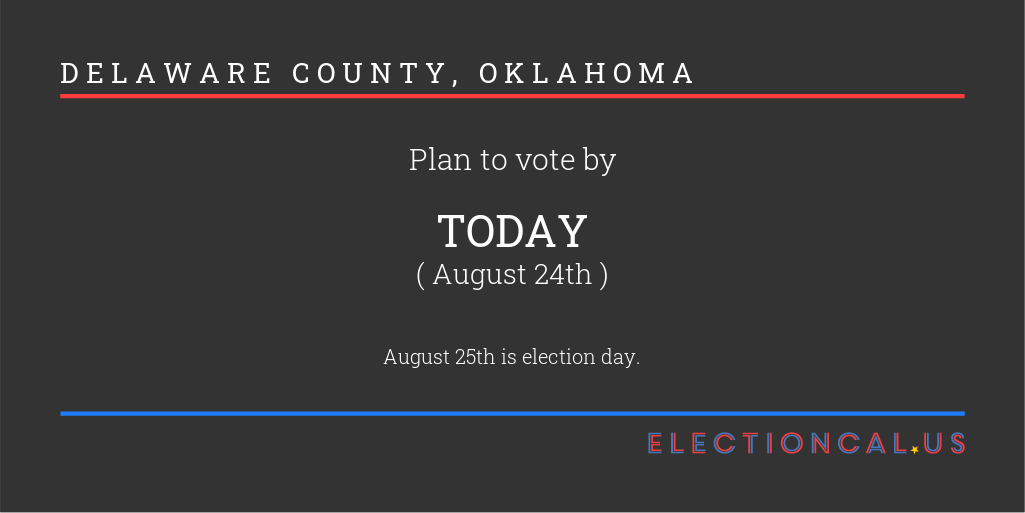 DELAWARE COUNTY, OKLAHOMA
Plan to vote by
TODAY
( August 24th )
August 25th is election day.
ELECTIONCAL.US